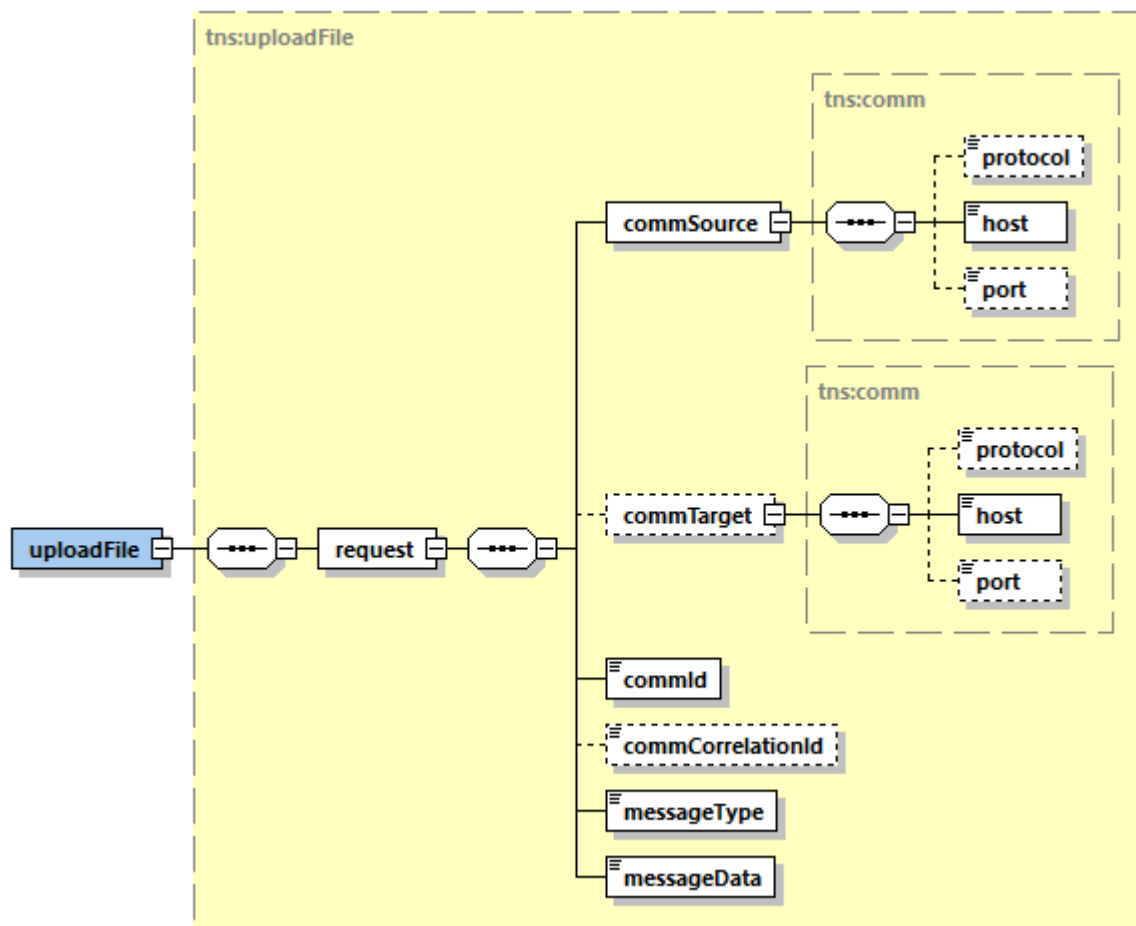 tns:uploadFile
tns:comm
protocol
commSource
host
port
tns:comm
protocol
commTarget
host
uploadFile
request
port
commId
commCorrelationId
messageType
messageData